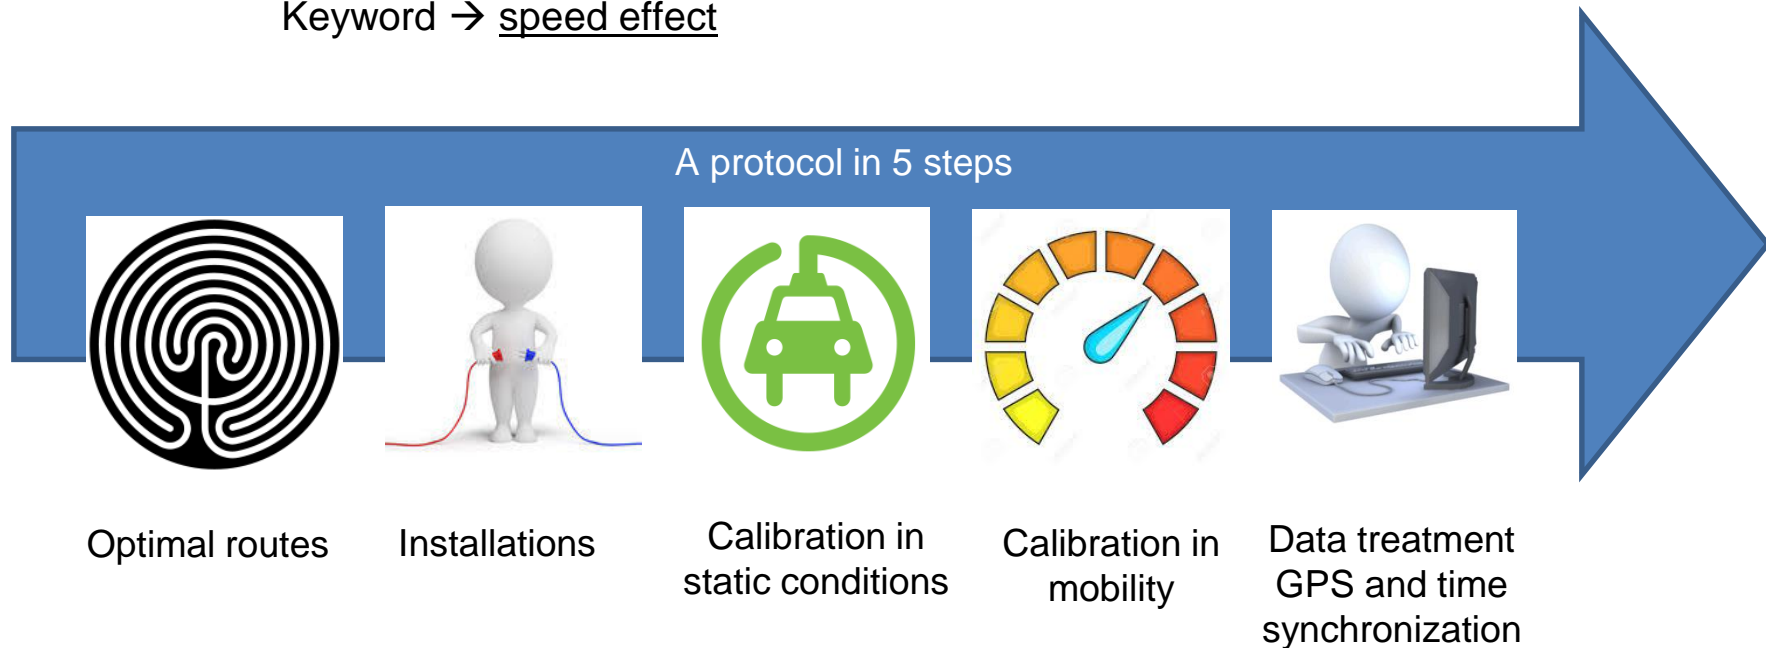 Keyword → speed effect
A protocol in 5 steps
Optimal routes
Installations
Calibration in
static conditions
Calibration in
mobility
Data treatment
GPS and time
synchronization